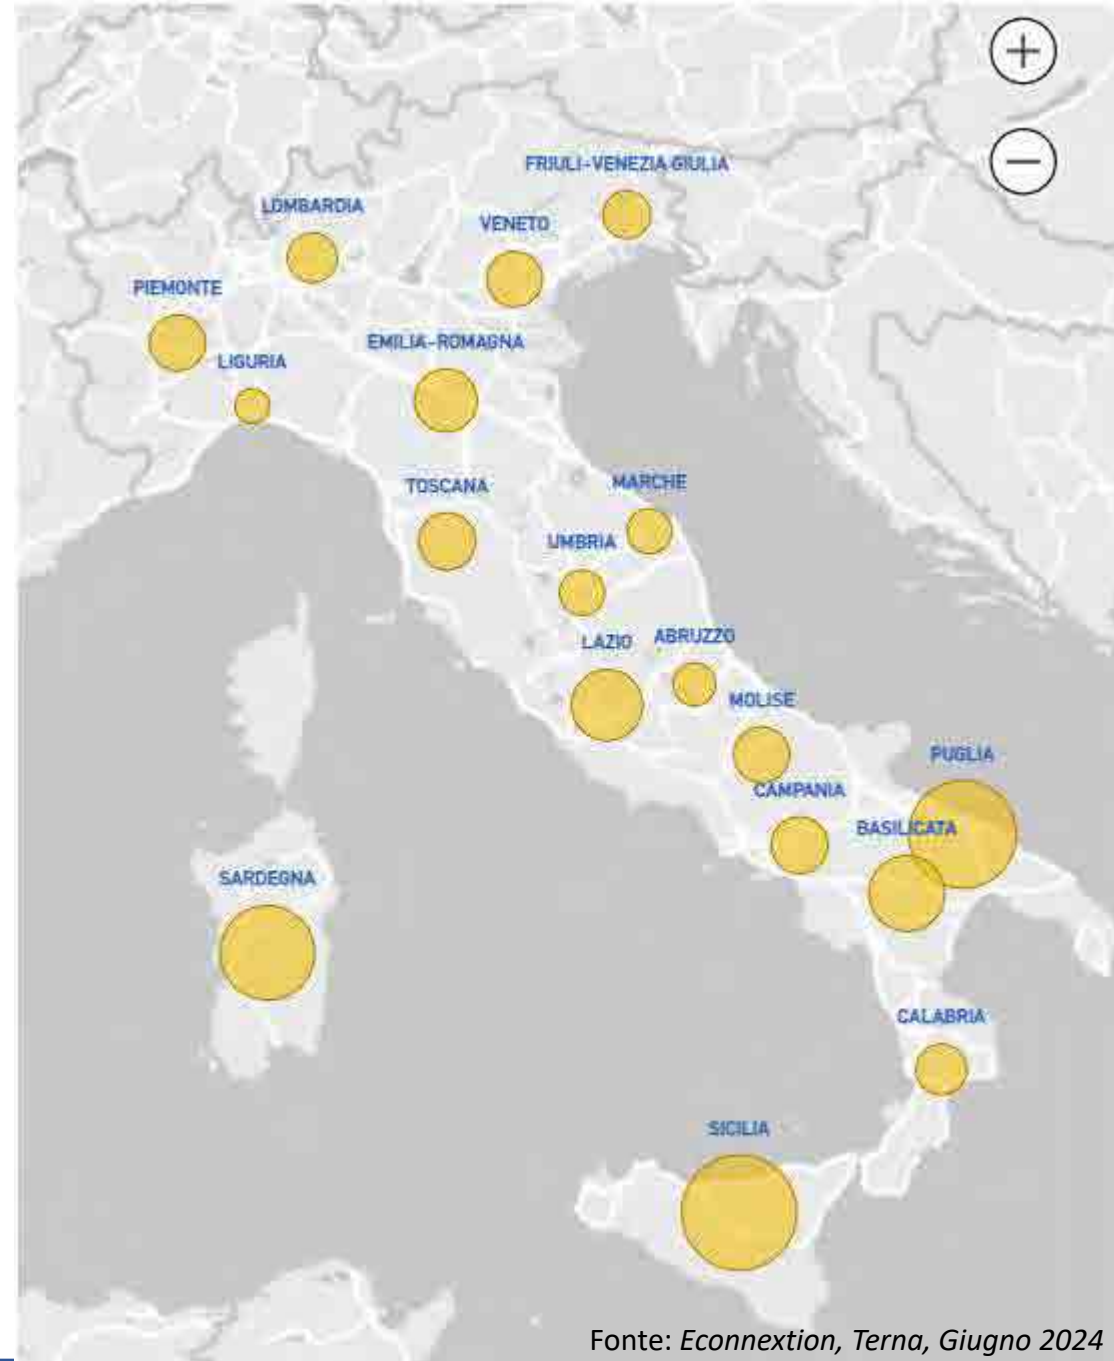 FRIULI-VENEZIA GIULIA
LOMBARDIA
VENETO
PIEMONTE
EMILIA-ROMAGNA
LIGURIA
TOSCANA
MARCHE
UMBRIA
LAZIO
ABRUZZO
MOLISE
PUGLIA
CAMPANIA
BASILICATA
SARDEGNA
CALABRIA
SICILIA
Fonte: Econnextion, Terna, Giugno 2024